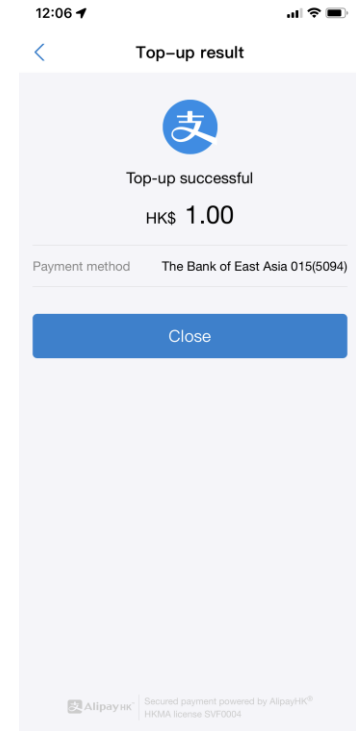 12:06
Top-up result
支
Top-up successful
HK$ 1.00
Payment method The Bank of East Asia 015(5094)
Close
支 AlipayHK Secured payment powered by AlipayHK®
HKMA license SVF0004